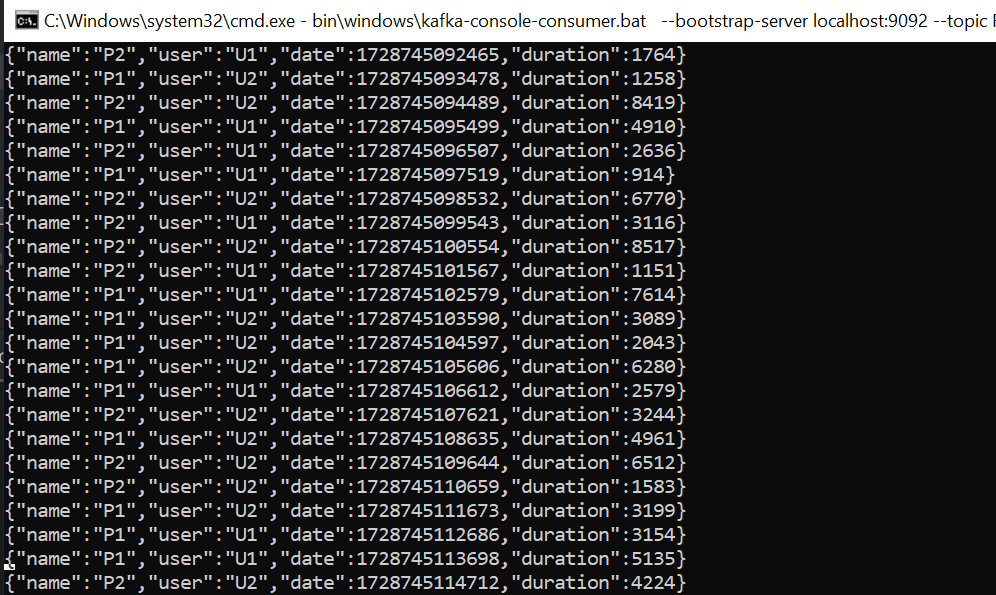 C:\Windows\system32\cmd.exe - bin\windows\kafka-console-consumer.bat --bootstrap-server localhost:9092 --topic
{"name":"P2","user":"U1","date":1728745092465,"duration":1764}
{"name":"P1","user":"U2","date":1728745093478,"duration":1258}
{"name":"P2","user":"U2","date":1728745094489,"duration":8419}
{"name":"P1","user":"U1","date":1728745095499,"duration":4910}
{"name":"P2","user":"U1","date":1728745096507,"duration":2636}
{"name":"P1","user":"U1","date":1728745097519,"duration":914}
{"name":"P2","user":"U2","date":1728745098532,"duration":6770}
{"name":"P2","user":"U1","date":1728745099543,"duration":3116}
{"name":"P2","user":"U2","date":1728745100554,"duration":8517}
{"name":"P2","user":"U1","date":1728745101567,"duration":1151}
{"name":"P1","user":"U1","date":1728745102579,"duration":7614}
{"name":"P1","user":"U2","date":1728745103590,"duration":3089}
{"name":"P1","user":"U2","date":1728745104597,"duration":2043}
{"name":"P2","user":"U2","date":1728745105606,"duration":6280}
{"name":"P1","user":"U1","date":1728745106612,"duration":2579}
{"name":"P2","user":"U2","date":1728745107621,"duration":3244}
{"name":"P1","user":"U2","date":1728745108635,"duration":4961}
{"name":"P2","user":"U2","date":1728745109644,"duration":6512}
{"name":"P2","user":"U1","date":1728745110659,"duration":1583}
{"name":"P1","user":"U2","date":1728745111673,"duration":3199}
{"name":"P1","user":"U1","date":1728745112686,"duration":3154}
{"name":"P1","user":"U1","date":1728745113698,"duration":5135}
{"name":"P2","user":"U2","date":1728745114712,"duration":4224}